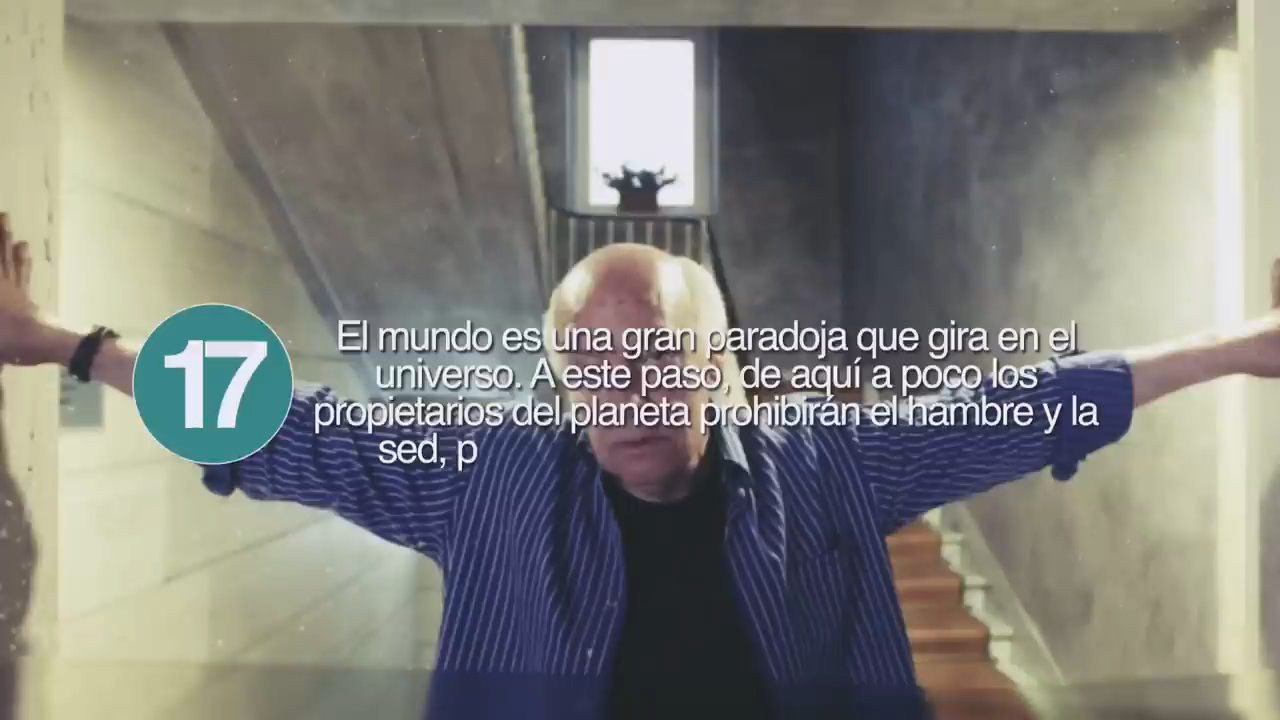 17
El mundo es una gran paradoja que gira en el
universo. A este paso, de aquí a poco los
propietarios del planeta prohibirán el hambre y la
sed, p